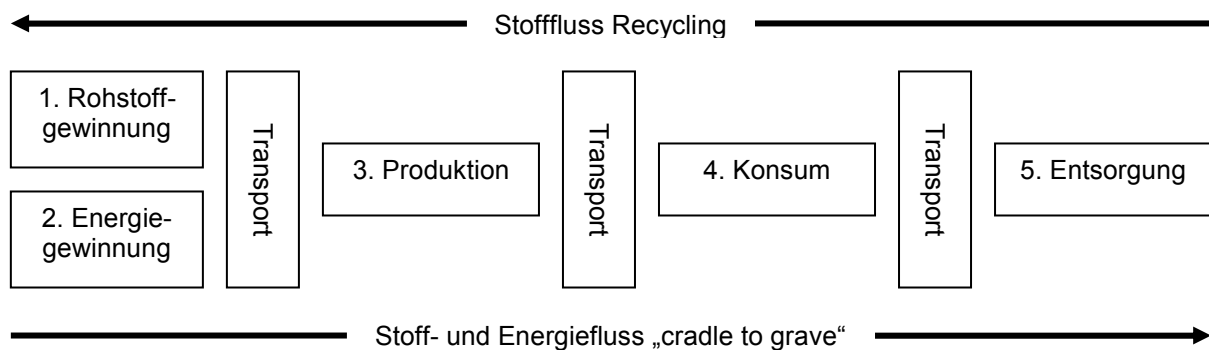 Stofffluss Recycling
1. Rohstoff-
gewinnung
2. Energie-
gewinnung
Transport
3. Produktion
Transport
4. Konsum
Transport
5. Entsorgung
Stoff- und Energiefluss „cradle to grave“